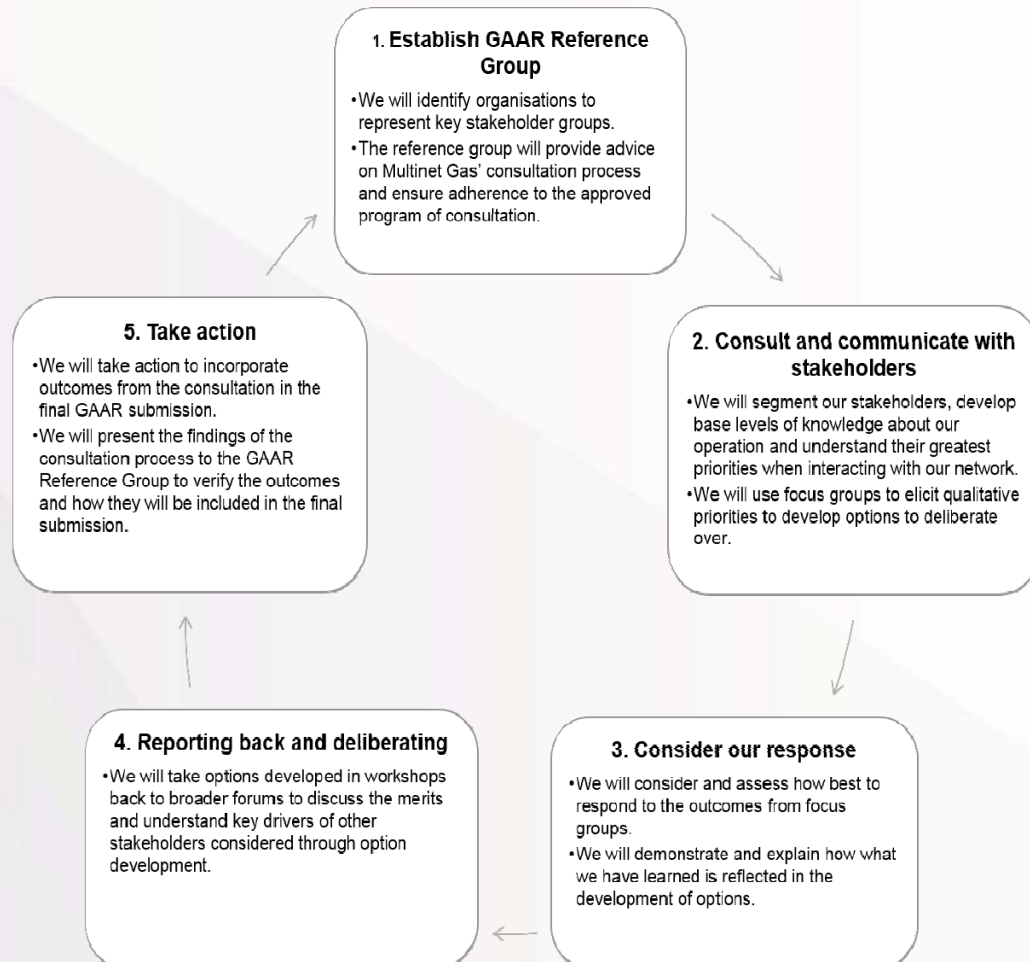 1. Establish GAAR Reference
Group
•We will identify organisations to
represent key stakeholder groups.
•The reference group will provide advice
on Multinet Gas' consultation process
and ensure adherence to the approved
program of consultation.
2. Consult and communicate with
stakeholders
•We will segment our stakeholders, develop
base levels of knowledge about our
operation and understand their greatest
priorities when interacting with our network.
•We will use focus groups to elicit qualitative
priorities to develop options to deliberate
over.
3. Consider our response
•We will consider and assess how best to
respond to the outcomes from focus
groups.
•We will demonstrate and explain how what
we have learned is reflected in the
development of options.
4. Reporting back and deliberating
•We will take options developed in workshops
back to broader forums to discuss the merits
and understand key drivers of other
stakeholders considered through option
development.
5. Take action
•We will take action to incorporate
outcomes from the consultation in the
final GAAR submission.
•We will present the findings of the
consultation process to the GAAR
Reference Group to verify the outcomes
and how they will be included in the final
submission.